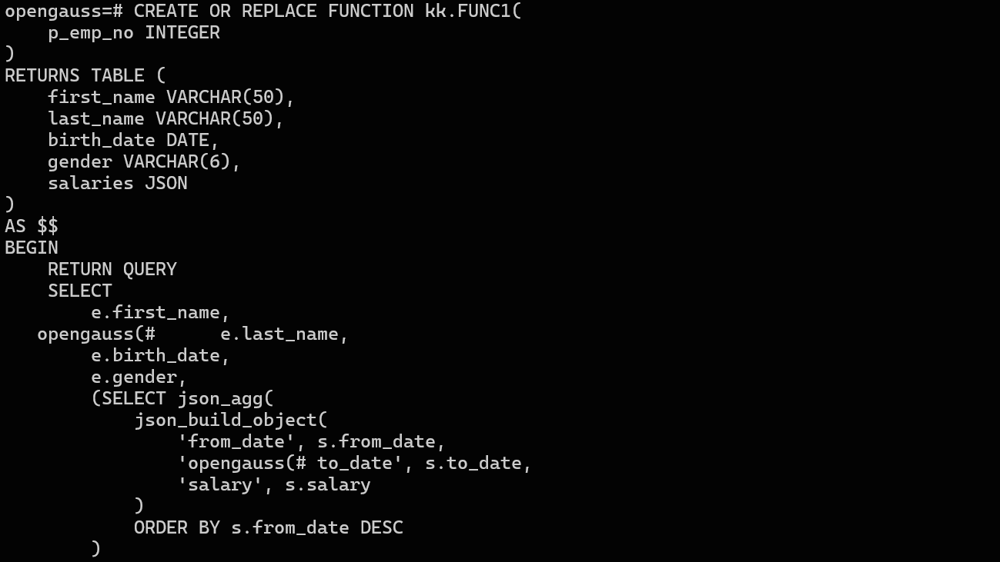 opengauss=# CREATE OR REPLACE FUNCTION kk.FUNC1(
    p_emp_no INTEGER
)
RETURNS TABLE (
    first_name VARCHAR(50),
    last_name VARCHAR(50),
    birth_date DATE,
    gender VARCHAR(6),
    salaries JSON
)
AS $$
BEGIN
    RETURN QUERY
    SELECT
        e.first_name,
   opengauss(#      e.last_name,
        e.birth_date,
        e.gender,
        (SELECT json_agg(
            json_build_object(
                'from_date', s.from_date,
                'opengauss(# to_date', s.to_date,
                'salary', s.salary
            )
            ORDER BY s.from_date DESC
        )